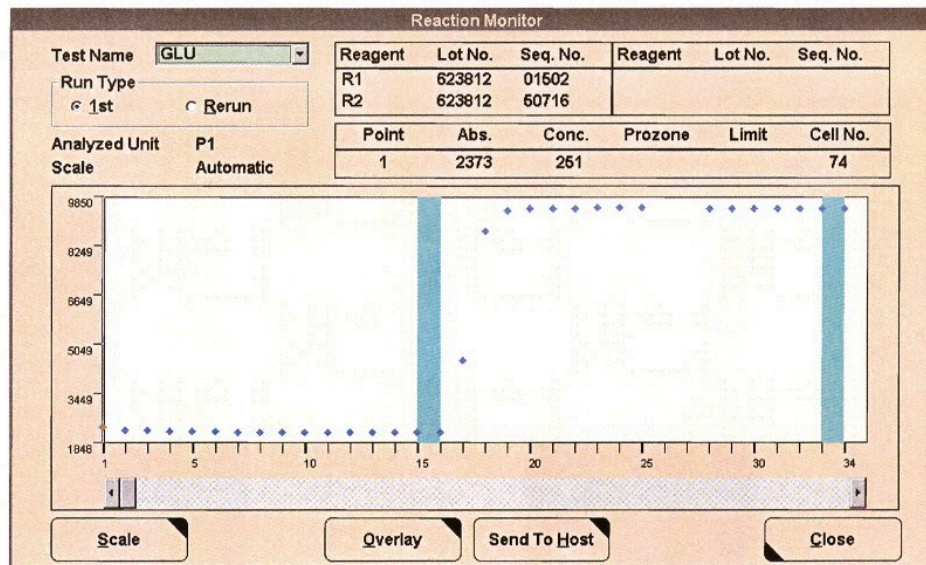 Reaction Monitor
Test Name GLU
Run Type
1st Rerun
Analyzed Unit P1
Scale Automatic
Reagent Lot No. Seq. No. Reagent Lot No. Seq. No.
R1 623812 01502
R2 623812 50716
Point Abs. Conc. Prozone Limit Cell No.
1 2373 251 74
9850
8249
6649
5049
3449
1848
1 5 10 15 20 25 30 34
Scale Overlay Send To Host Close